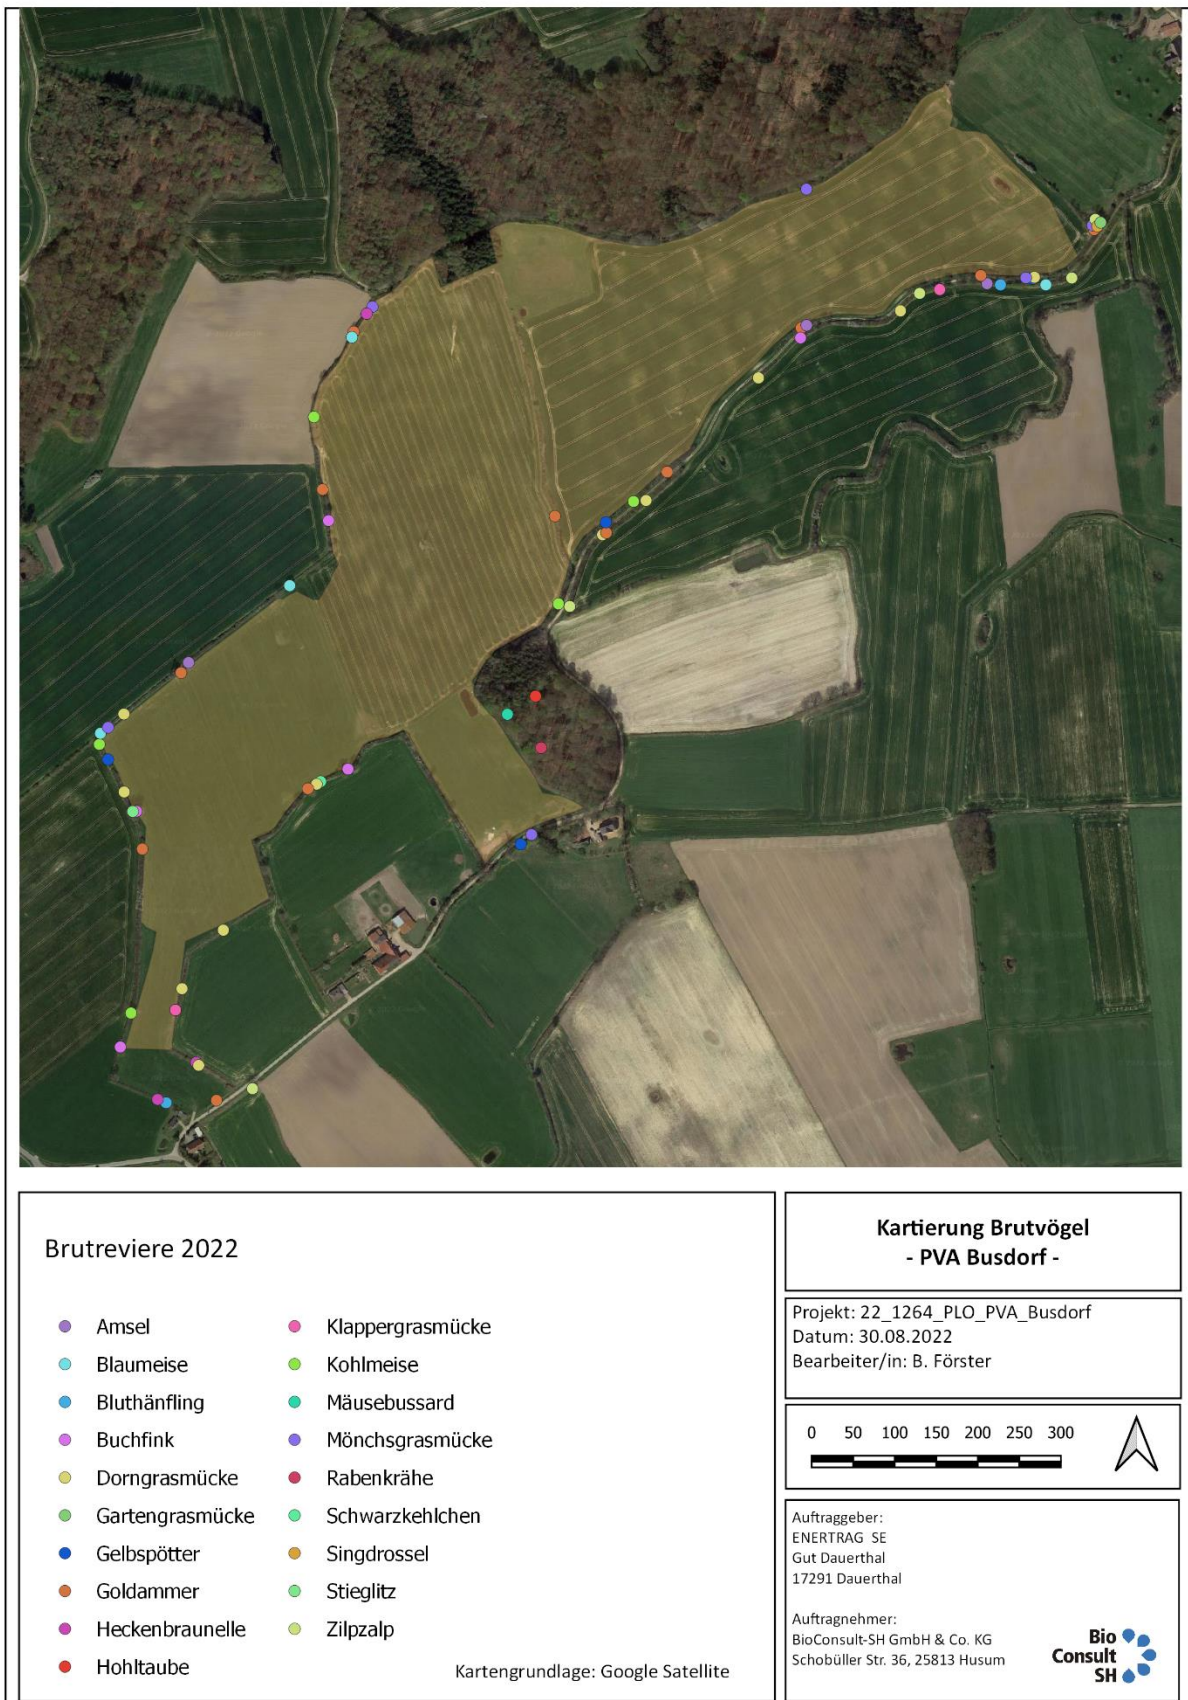 Brutreviere 2022
Amsel
Blaumeise
Bluthänfling
Buchfink
Dorngrasmücke
Gartengrasmücke
Gelbspötter
Goldammer
Heckenbraunelle
Hohltaube
Klappergrasmücke
Kohlmeise
Mäusebussard
Mönchsgrasmücke
Rabenkrähe
Schwarzkehlchen
Singdrossel
Stieglitz
Zilpzalp
Kartengrundlage: Google Satellite
Kartierung Brutvögel
- PVA Busdorf -
Projekt: 22_1264_PLO_PVA_Busdorf
Datum: 30.08.2022
Bearbeiter/in: B. Förster
0 50 100 150 200 250 300
Auftraggeber:
ENERTRAG SE
Gut Dauerthal
17291 Dauerthal
Auftragnehmer:
BioConsult-SH GmbH & Co. KG
Schobüller Str. 36, 25813 Husum
Bio
Consult
SH